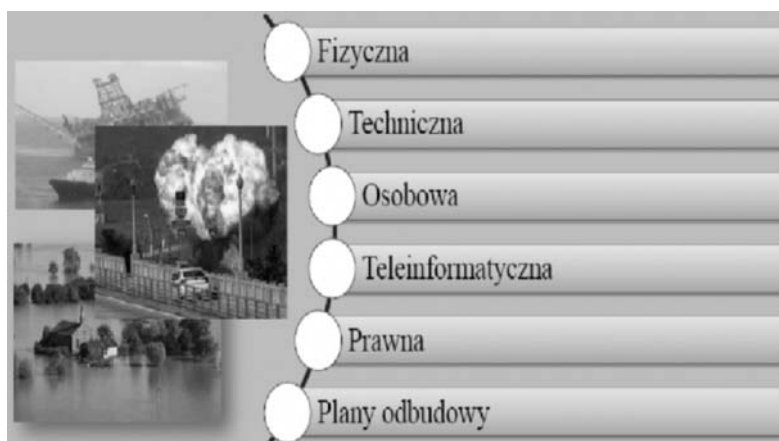 Fizyczna
Techniczna
Osobowa
Teleinformatyczna
Prawna
Plany odbudowy